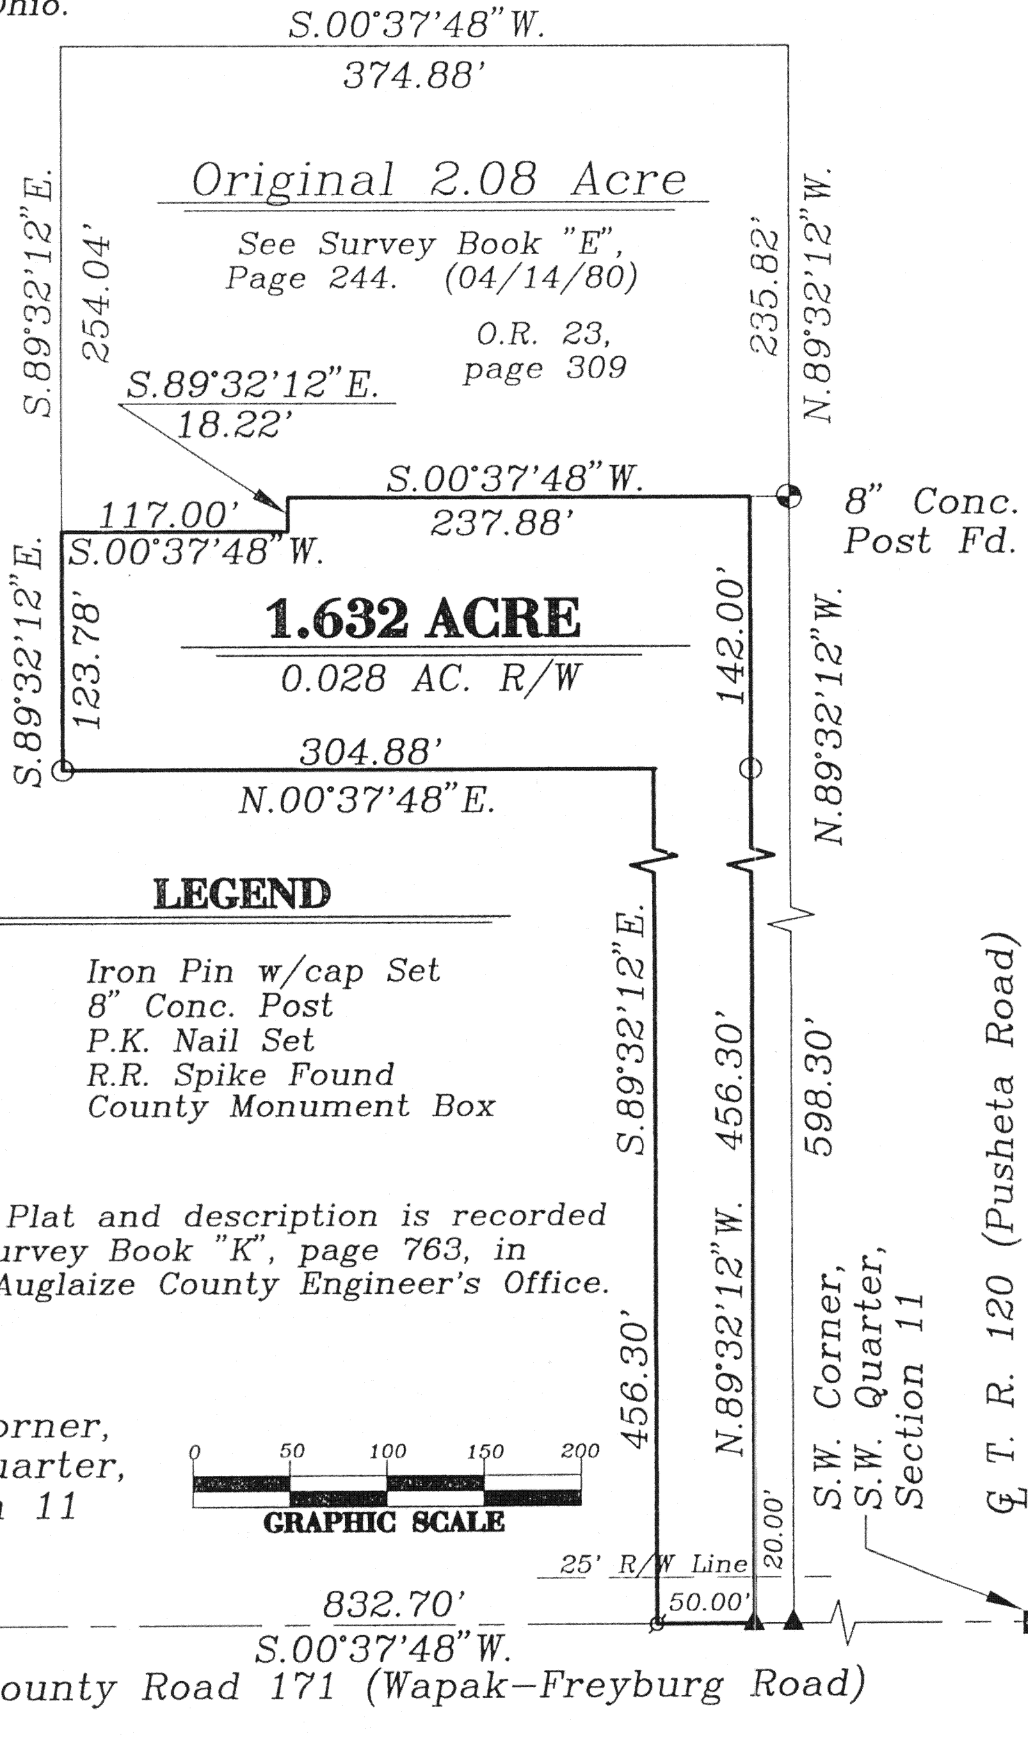 Ohio.
S.00°37'48"W.
374.88'
Original 2.08 Acre
See Survey Book "E",
Page 244. (04/14/80)
O.R. 23,
page 309
S.89°32'12"E.
254.04'
235.82'
N.89°32'12"W.
S.89°32'12"E.
18.22'
S.00°37'48"W.
237.88'
117.00'
S.00°37'48"W.
8" Conc.
Post Fd.
S.89°32'12"E.
123.78'
1.632 ACRE
0.028 AC. R/W
142.00'
N.89°32'12"W.
304.88'
N.00°37'48"E.
LEGEND
Iron Pin w/cap Set
8" Conc. Post
P.K. Nail Set
R.R. Spike Found
County Monument Box
S.89°32'12"E.
456.30'
N.89°32'12"W. 456.30'
598.30'
Plat and description is recorded
urvey Book "K", page 763, in
Auglaize County Engineer's Office.
S.W. Corner,
S.W. Quarter,
Section 11
℄ T. R. 120 (Pusheta Road)
orner,
uarter,
11
0 50 100 150 200
GRAPHIC SCALE
25' R/W Line
20.00'
50.00'
832.70'
S.00°37'48"W.
ounty Road 171 (Wapak-Freyburg Road)